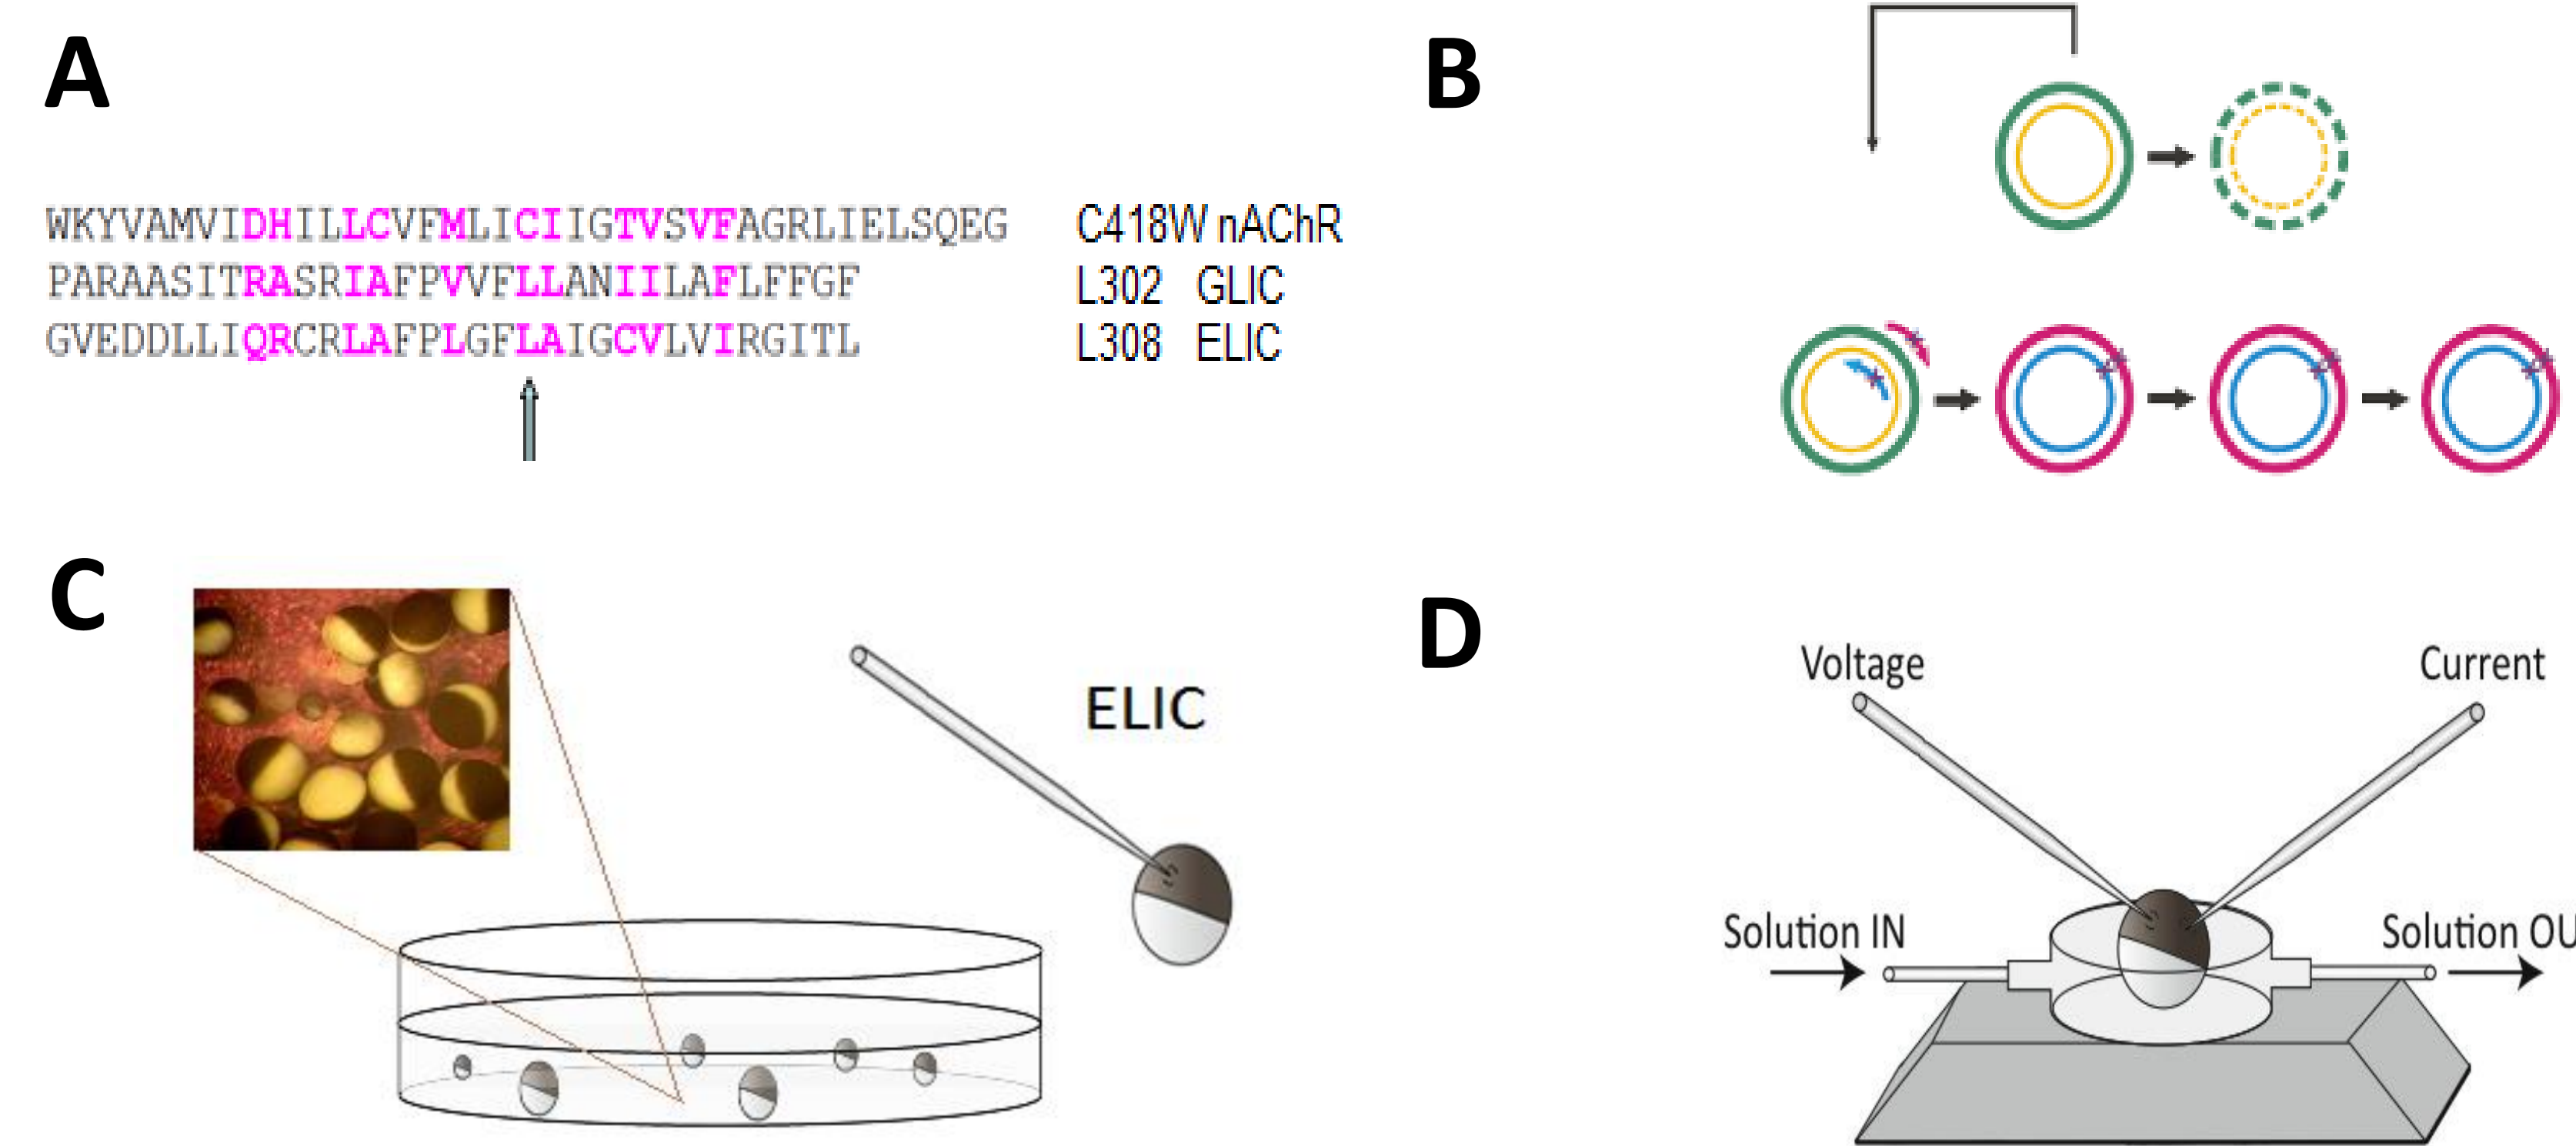 A
B
WKYVAMVIDHILLCVFMLICIIGTVSVFAGRLIELSQEG C418W nAChR
PARAASITRASRIAFPVVFLLANIILAFLFFGF L302 GLIC
GVEDDLLIQRCRLAFPLGFLAIGCVLVIRGITL L308 ELIC
C
D
ELIC
Voltage
Current
Solution IN
Solution OU